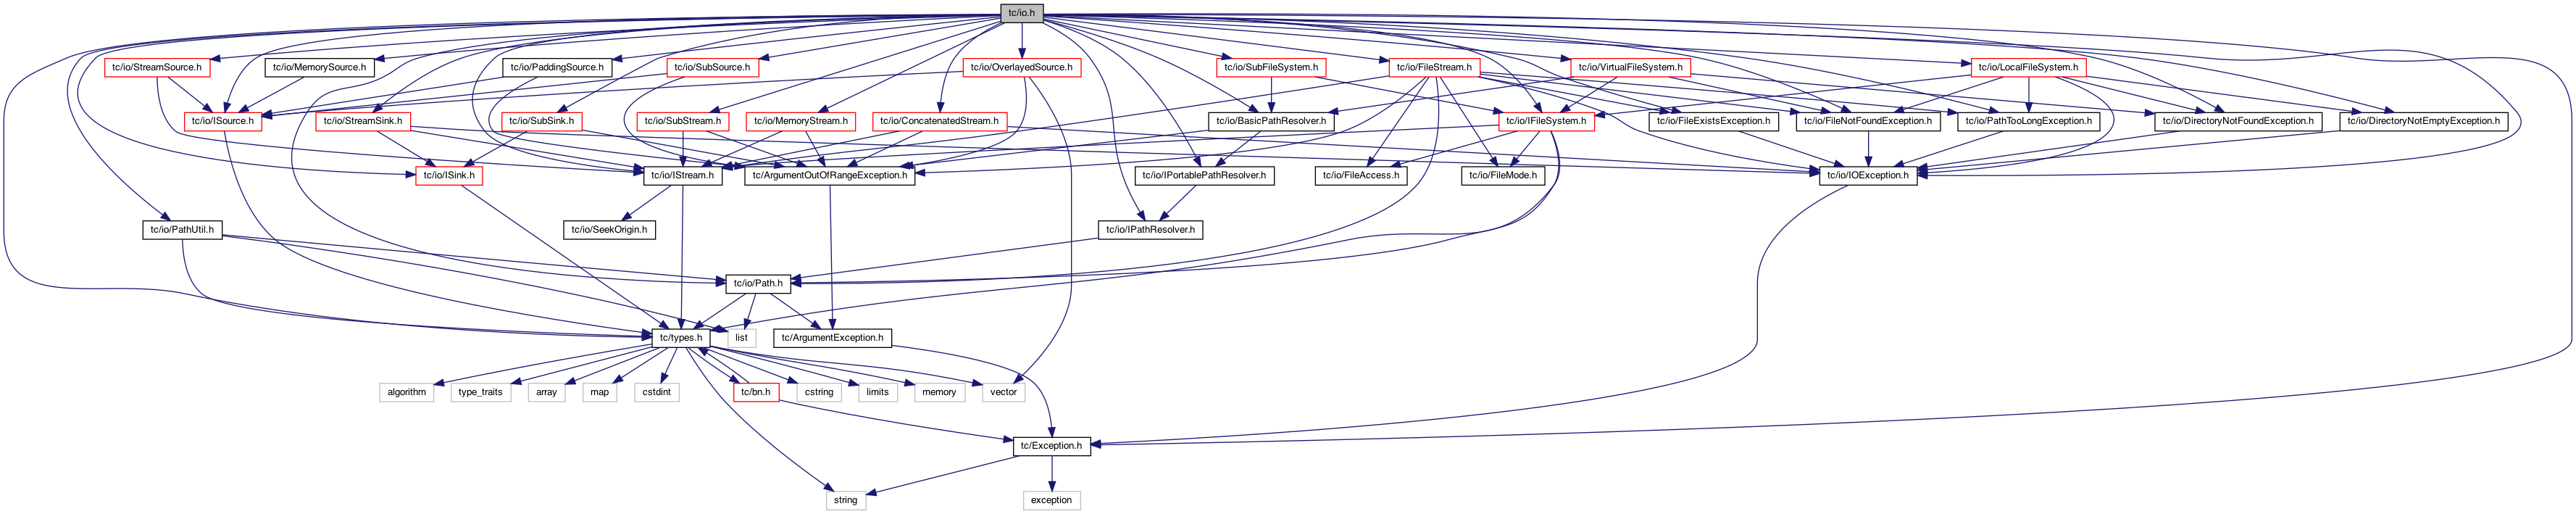 tc/io.h
tc/io/StreamSource.h
tc/io/MemorySource.h
tc/io/PaddingSource.h
tc/io/SubSource.h
tc/io/OverlayedSource.h
tc/io/SubFileSystem.h
tc/io/FileStream.h
tc/io/VirtualFileSystem.h
tc/io/LocalFileSystem.h
tc/io/ISource.h
tc/io/StreamSink.h
tc/io/SubSink.h
tc/io/SubStream.h
tc/io/MemoryStream.h
tc/io/ConcatenatedStream.h
tc/io/BasicPathResolver.h
tc/io/IFileSystem.h
tc/io/FileExistsException.h
tc/io/FileNotFoundException.h
tc/io/PathTooLongException.h
tc/io/DirectoryNotFoundException.h
tc/io/DirectoryNotEmptyException.h
tc/io/ISink.h
tc/io/IStream.h
tc/ArgumentOutOfRangeException.h
tc/io/IPortablePathResolver.h
tc/io/FileAccess.h
tc/io/FileMode.h
tc/io/IOException.h
tc/io/PathUtil.h
tc/io/SeekOrigin.h
tc/io/IPathResolver.h
tc/io/Path.h
tc/types.h
list
tc/ArgumentException.h
algorithm
type_traits
array
map
cstdint
tc/bn.h
cstring
limits
memory
vector
tc/Exception.h
string
exception